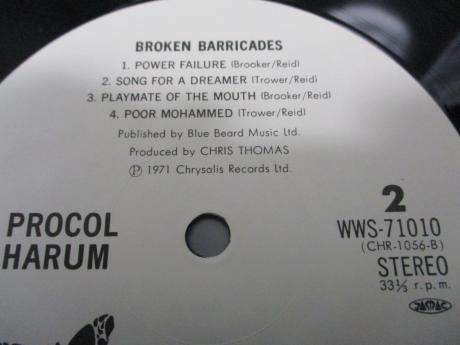 BROKEN BARRICADES
1. POWER FAILURE (Brooker/Reid)
2. SONG FOR A DREAMER (Trower/Reid)
3. PLAYMATE OF THE MOUTH (Brooker/Reid)
4. POOR MOHAMMED (Trower/Reid)
Published by Blue Beard Music Ltd.
Produced by CHRIS THOMAS
Ⓟ 1971 Chrysalis Records Ltd.
PROCOL
HARUM
2
WWS-71010
(CHR-1056-B)
STEREO
33⅓ r.p.m.
JASRAC